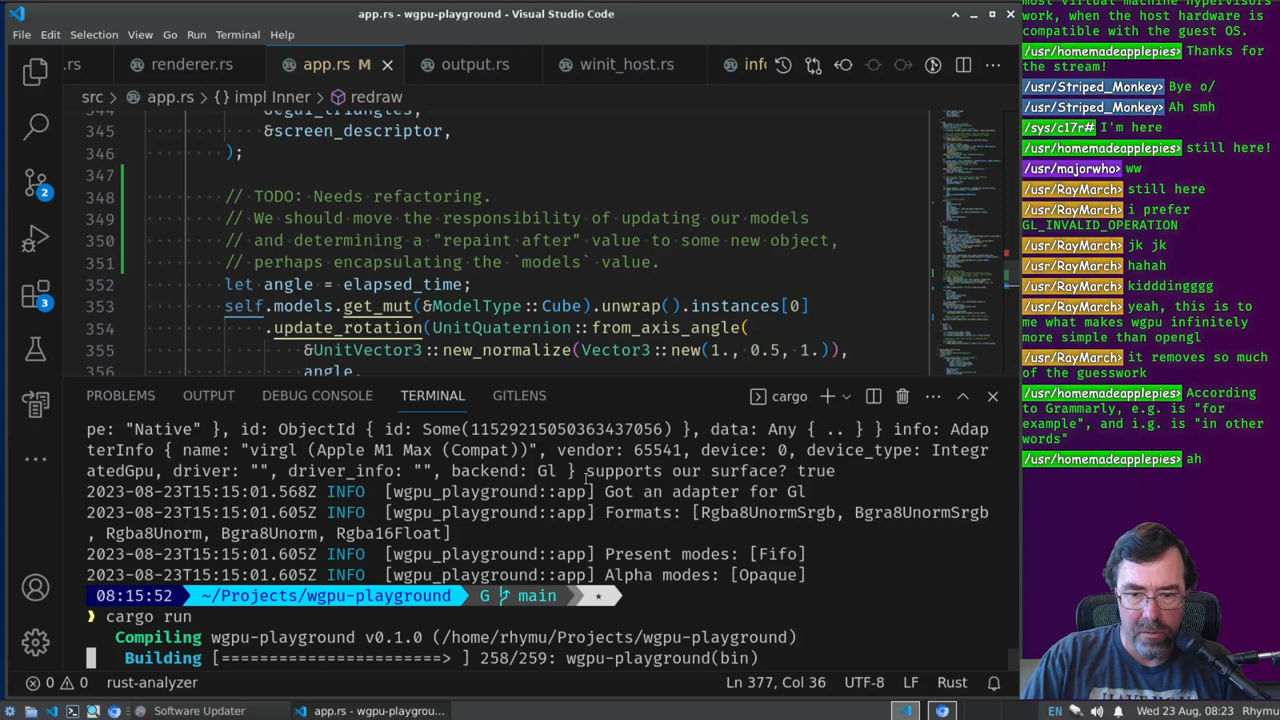 app.rs - wgpu-playground - Visual Studio Code
File Edit Selection View Go Run Terminal Help
.rs renderer.rs app.rs M output.rs winit_host.rs info
src > app.rs > {} impl Inner > redraw
344 &egui_triangles,
345 &screen_descriptor,
346 );
349 // We should move the responsibility of updating our models
350 // and determining a "repaint after" value to some new object,
351 // perhaps encapsulating the `models` value.
= elapsed_time;
get_mut(&ModelType::Cube).unwrap().instances[0]
update_rotation(UnitQuaternion::from_axis_angle(
355 &UnitVector3::new_normalize(Vector3::new(1., 0.5, 1.)),
angle,
PROBLEMS OUTPUT DEBUG CONSOLE TERMINAL GITLENS cargo
pe: "Native" }, id: ObjectId { id: Some(11529215050363437056) }, data: Any { .. } } info: Adap
terInfo { name: "virgl (Apple M1 Max (Compat))", vendor: 65541, device: 0, device_type: Integr
atedGpu, driver: "", driver_info: "", backend: Gl } supports our surface? true
2023-08-23T15:15:01.568Z INFO [wgpu_playground::app] Got an adapter for Gl
2023-08-23T15:15:01.605Z INFO [wgpu_playground::app] Formats: [Rgba8UnormSrgb, Bgra8UnormSrgb
, Rgba8Unorm, Bgra8Unorm, Rgba16Float]
2023-08-23T15:15:01.605Z INFO [wgpu_playground::app] Present modes: [Fifo]
2023-08-23T15:15:01.605Z INFO [wgpu_playground::app] Alpha modes: [Opaque]
08:15:52 ~/Projects/wgpu-playground G main
cargo run
Compiling wgpu-playground v0.1.0 (/home/rhymu/Projects/wgpu-playground)
Building [=======================> ] 258/259: wgpu-playground(bin)
0 0 rust-analyzer Ln 377, Col 36 UTF-8 LF Rust
Software Updater app.rs - wgpu-playgrou... EN Wed 23 Aug, 08:23 Rhymu
2
3
most virtual machine hypervisors
work, when the host hardware is
compatible with the guest OS.
/usr/homemadeapplepies> Thanks for
the stream!
/usr/Striped_Monkey> Bye o/
/usr/Striped_Monkey> Ah smh
/sys/c17r# I'm here
/usr/homemadeapplepies> still here!
/usr/majorwho> ww
/usr/RayMarch> still here
/usr/RayMarch> i prefer
GL_INVALID_OPERATION
/usr/RayMarch> jk jk
/usr/RayMarch> hahah
/usr/RayMarch> kidddingggg
/usr/RayMarch> yeah, this is to
me what makes wgpu infinitely
more simple than opengl
/usr/RayMarch> it removes so much
of the guesswork
/usr/homemadeapplepies> According
to Grammarly, e.g. is "for
example", and i.g. is "in other
words"
/usr/homemadeapplepies> ah